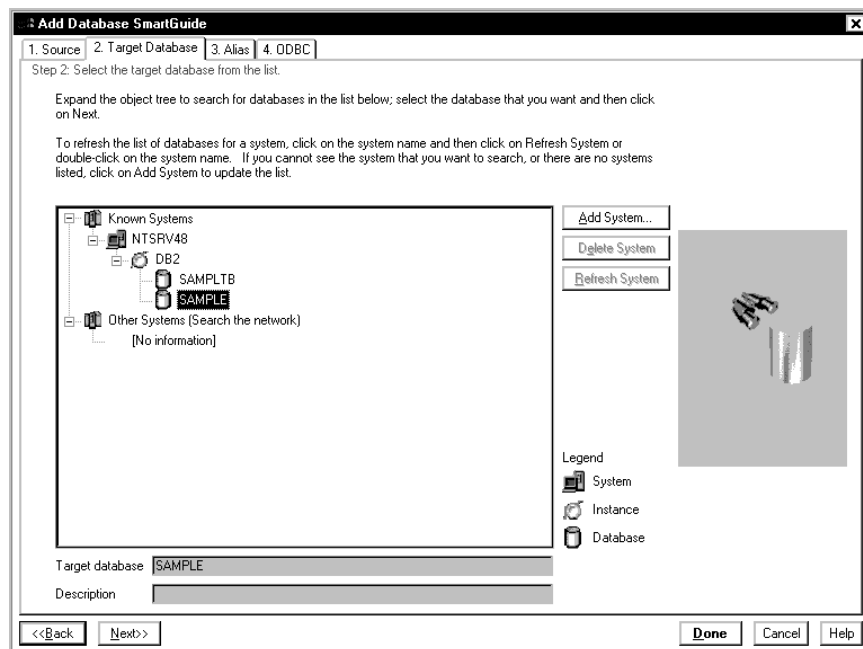 Add Database SmartGuide
1. Source 2. Target Database 3. Alias 4. ODBC
Step 2: Select the target database from the list.
Expand the object tree to search for databases in the list below; select the database that you want and then click
on Next.
To refresh the list of databases for a system, click on the system name and then click on Refresh System or
double-click on the system name. If you cannot see the system that you want to search, or there are no systems
listed, click on Add System to update the list.
Known Systems
NTSRV48
DB2
SAMPLTB
SAMPLE
Other Systems (Search the network)
[No information]
Add System...
Delete System
Refresh System
Legend
System
Instance
Database
Target database SAMPLE
Description
<<Back Next>> Done Cancel Help